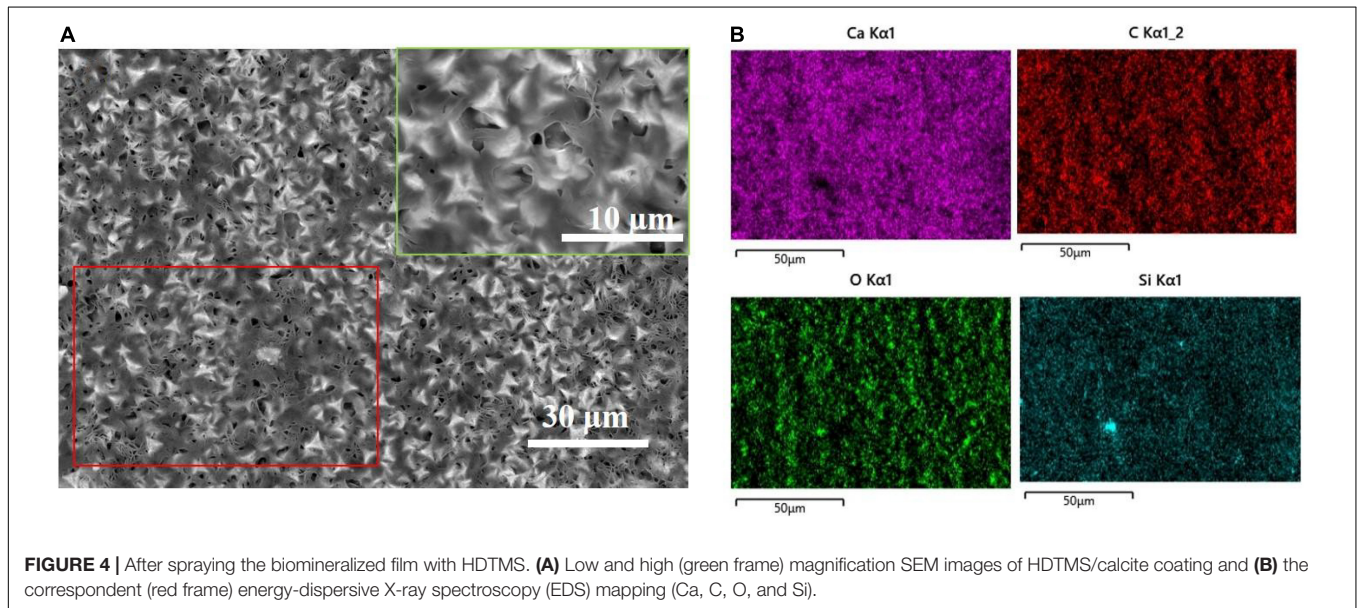 A
10 µm
30 µm
B
Ca Kα1
C Kα1_2
50µm
50µm
O Kα1
Si Kα1
50µm
50µm
FIGURE 4 | After spraying the biomineralized film with HDTMS. (A) Low and high (green frame) magnification SEM images of HDTMS/calcite coating and (B) the
correspondent (red frame) energy-dispersive X-ray spectroscopy (EDS) mapping (Ca, C, O, and Si).